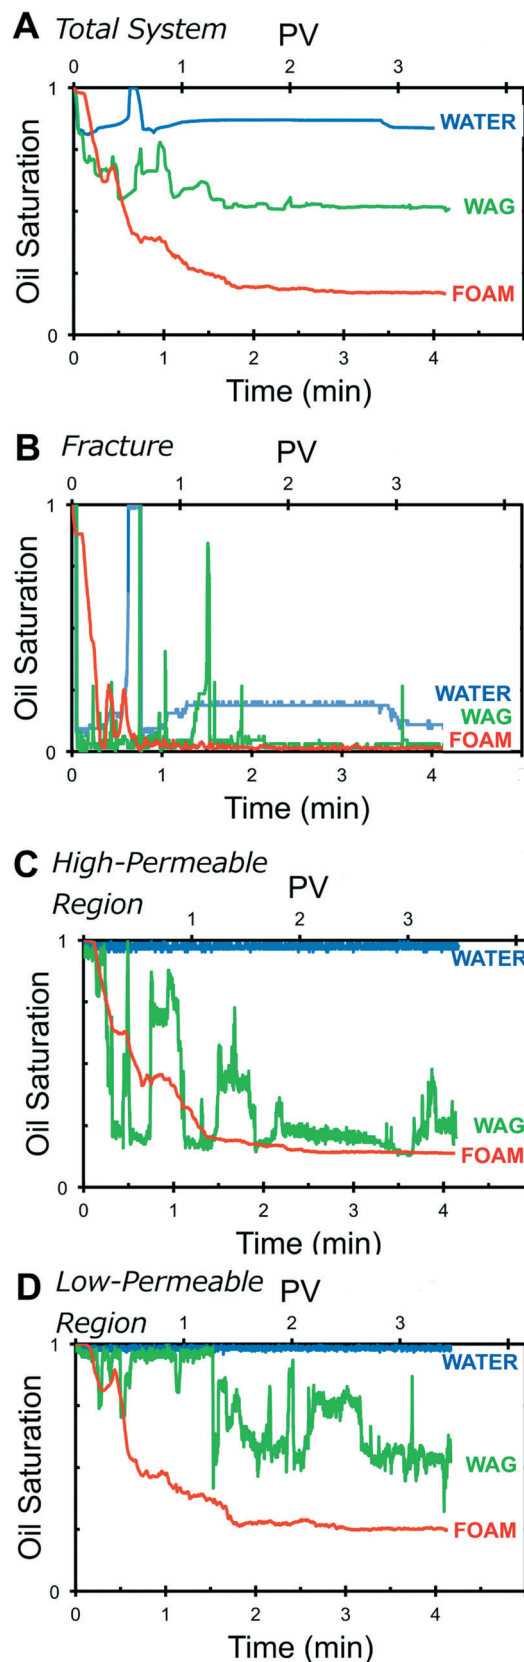 A Total System
PV
0 1 2 3
1
WATER
WAG
FOAM
0
Oil Saturation
0 1 2 3 4
Time (min)
B Fracture
PV
0 1 2 3
1
WATER
WAG
FOAM
0
Oil Saturation
0 1 2 3 4
Time (min)
C High-Permeable
Region
PV
1 2 3
1
WATER
WAG
FOAM
0
Oil Saturation
0 1 2 3 4
Time (min)
D Low-Permeable
Region
PV
1 2 3
1
WATER
WAG
FOAM
0
Oil Saturation
0 1 2 3 4
Time (min)